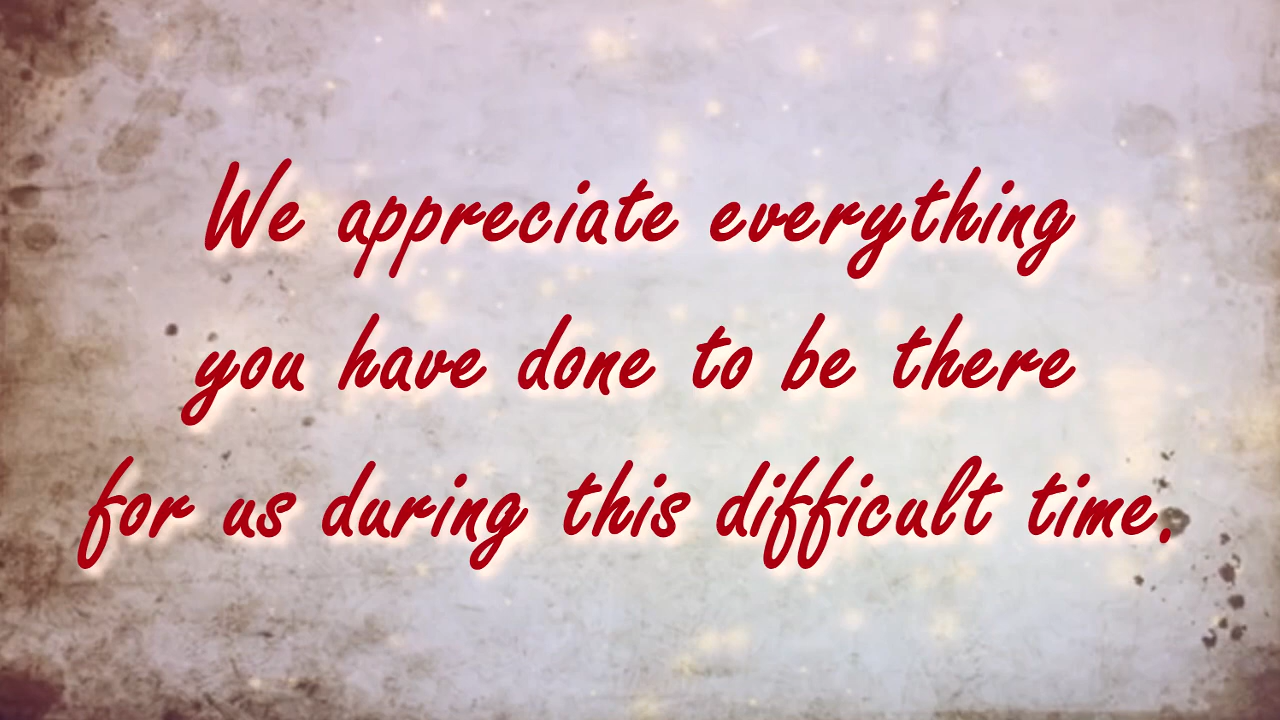 We appreciate everything
you have done to be there
for us during this difficult time.